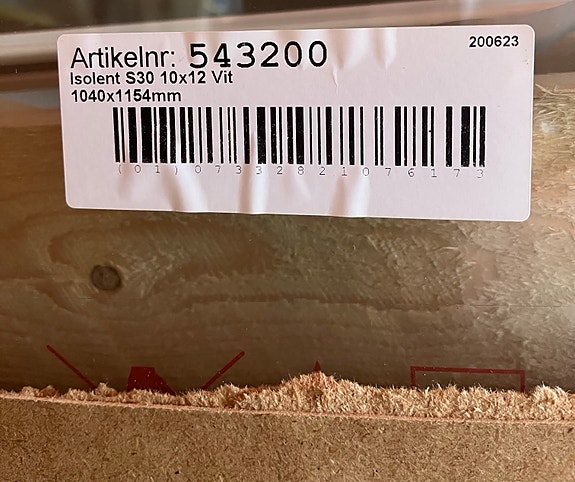 Artikelnr: 543200
200623
Isolent S30 10x12 Vit
1040x1154mm
(01)07332821076173